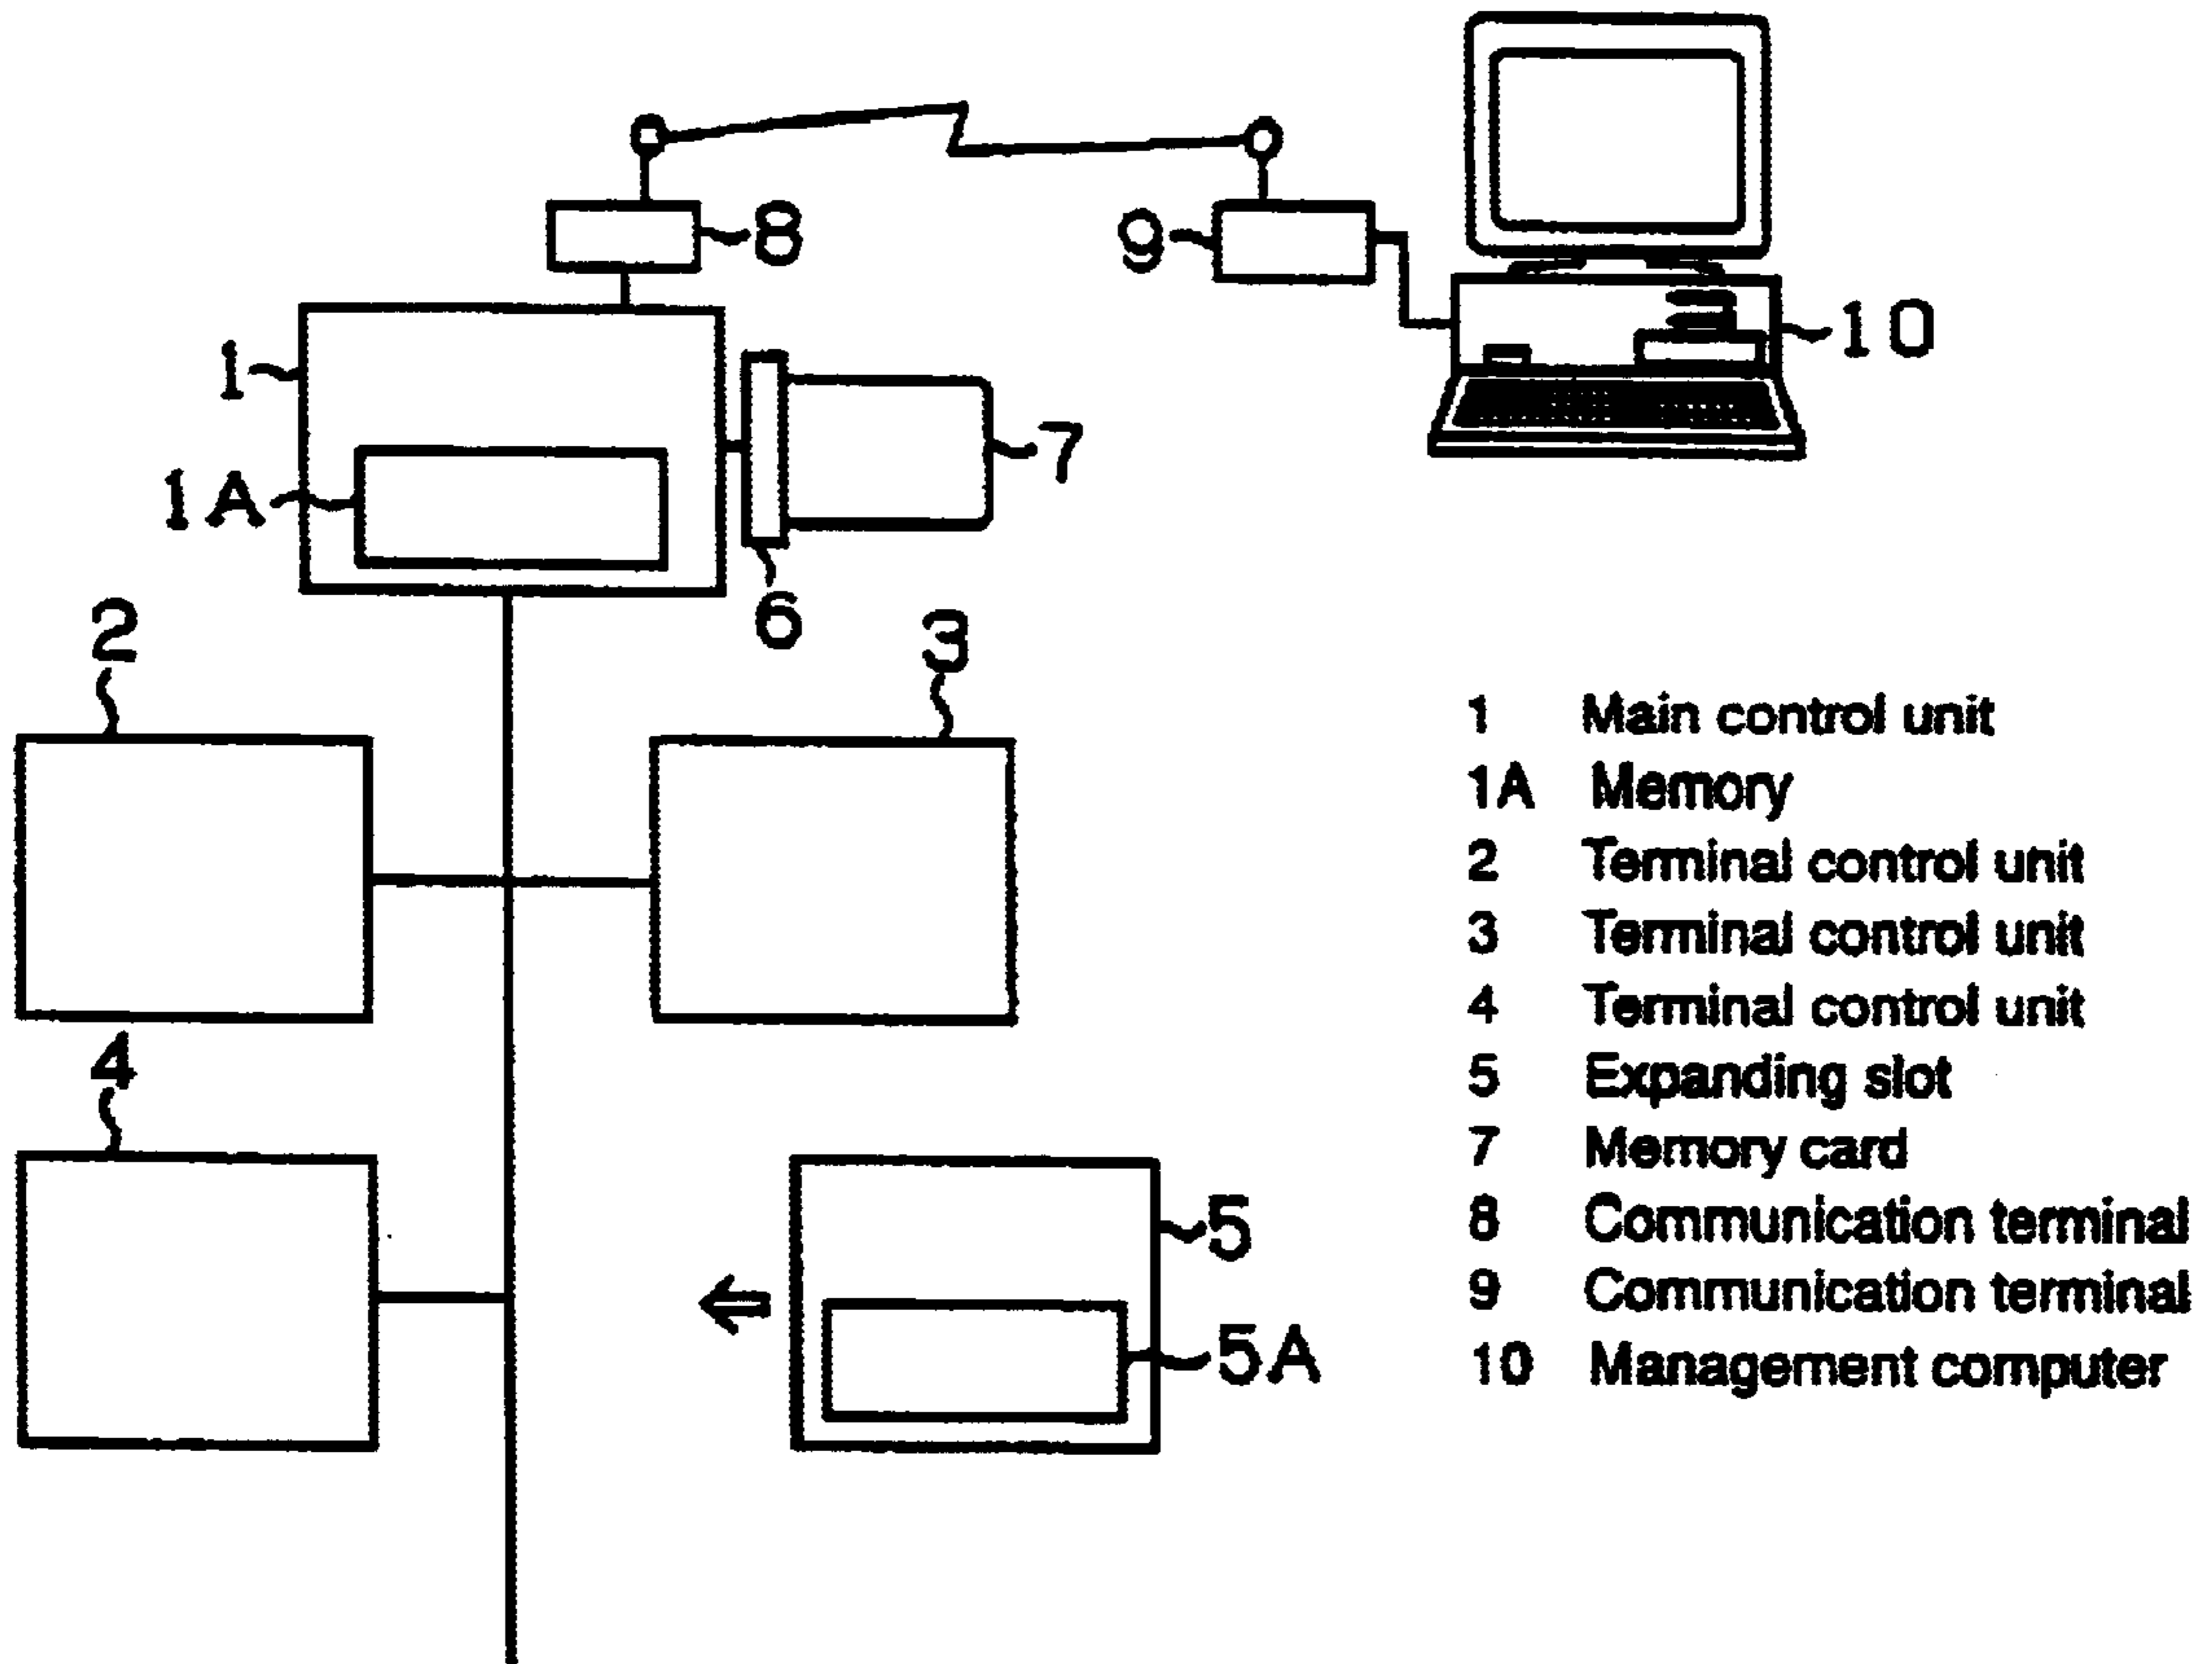 8
9
10
1
7
1A
6
2
3
4
5
5A
1 Main control unit
1A Memory
2 Terminal control unit
3 Terminal control unit
4 Terminal control unit
5 Expanding slot
7 Memory card
8 Communication terminal
9 Communication terminal
10 Management computer